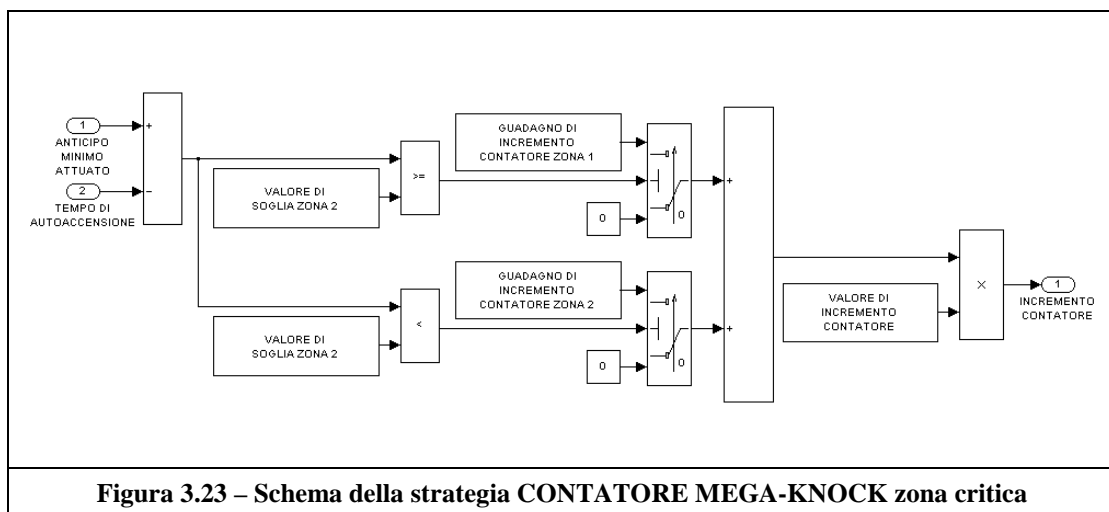 1
ANTICIPO
MINIMO
ATTUATO
+
2
TEMPO DI
AUTOACCENSIONE
-
VALORE DI
SOGLIA ZONA 2
>=
GUADAGNO DI
INCREMENTO
CONTATORE ZONA 1
0
0
+
VALORE DI
SOGLIA ZONA 2
<
GUADAGNO DI
INCREMENTO
CONTATORE ZONA 2
0
0
+
VALORE DI
INCREMENTO
CONTATORE
×
1
INCREMENTO
CONTATORE
Figura 3.23 – Schema della strategia CONTATORE MEGA-KNOCK zona critica